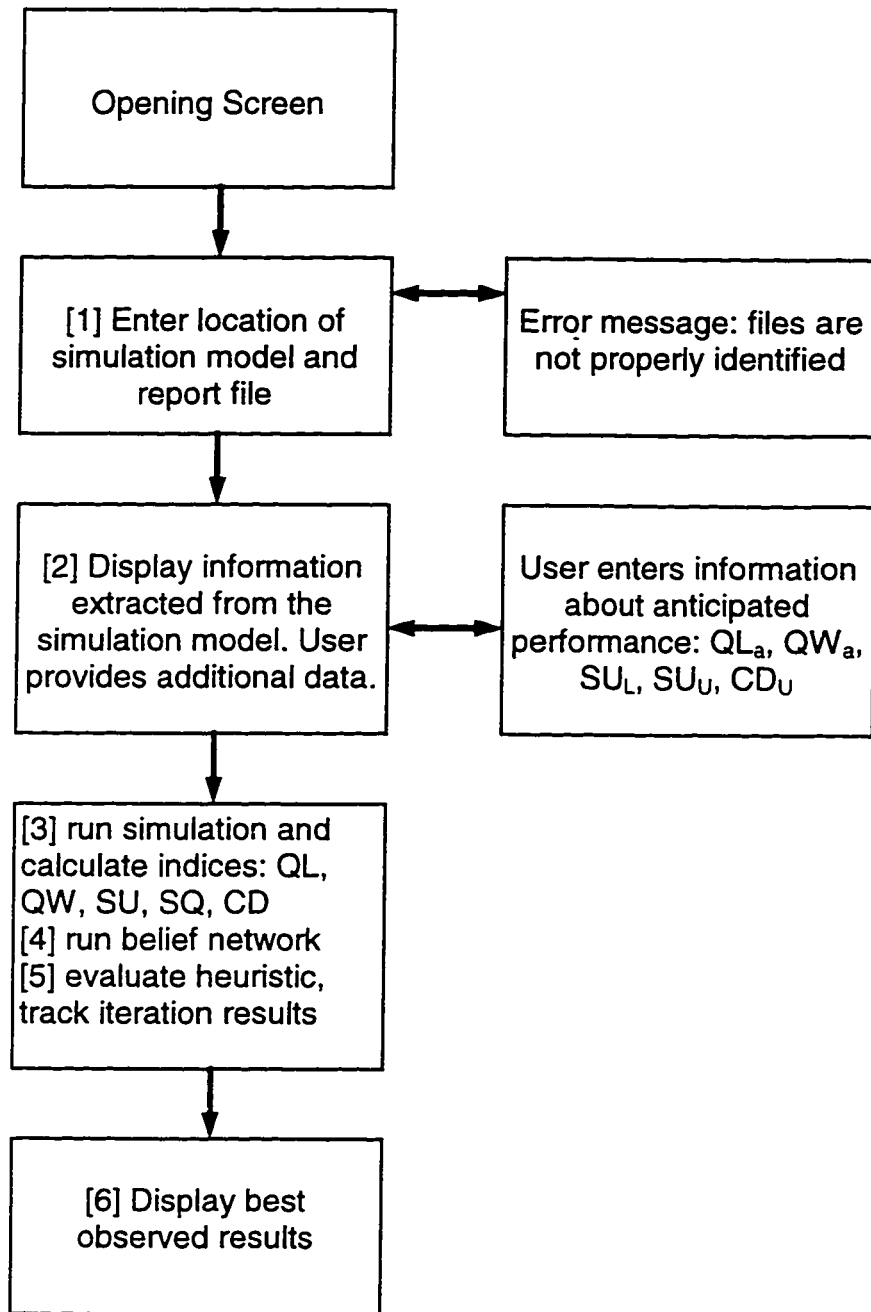 Opening Screen
[1] Enter location of
simulation model and
report file
Error message: files are
not properly identified
[2] Display information
extracted from the
simulation model. User
provides additional data.
User enters information
about anticipated
performance: QLₐ, QWₐ,
SU_L, SU_U, CD_U
[3] run simulation and
calculate indices: QL,
QW, SU, SQ, CD
[4] run belief network
[5] evaluate heuristic,
track iteration results
[6] Display best
observed results